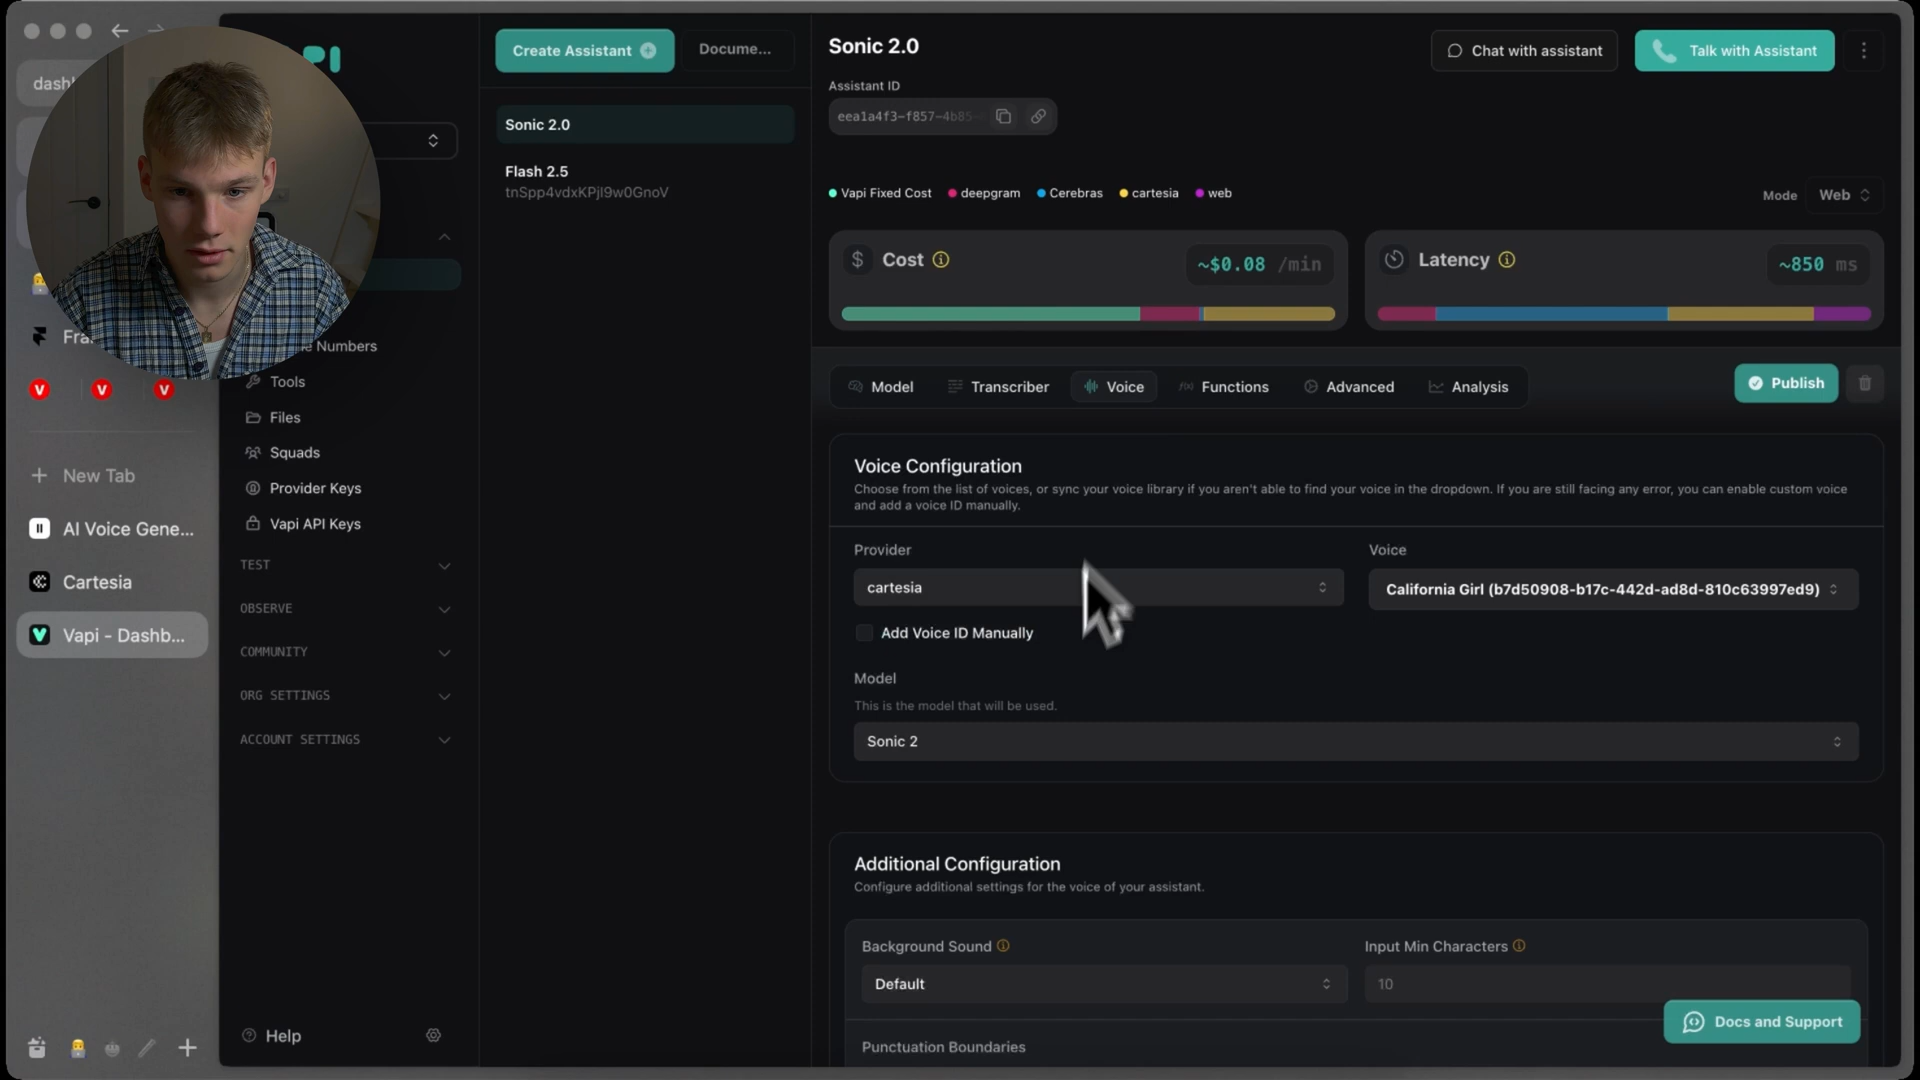 dash
Fra
New Tab
AI Voice Gene...
Cartesia
Vapi - Dashb...
Numbers
Tools
Files
Squads
Provider Keys
Vapi API Keys
TEST
OBSERVE
COMMUNITY
ORG SETTINGS
ACCOUNT SETTINGS
Help
Create Assistant
Docume...
Sonic 2.0
Flash 2.5
tnSpp4vdxKPjI9w0GnoV
Sonic 2.0
Chat with assistant
Talk with Assistant
Assistant ID
eea1a4f3-f857-4b85-
Vapi Fixed Cost
deepgram
Cerebras
cartesia
web
Mode
Web
Cost
~$0.08 /min
Latency
~850 ms
Model
Transcriber
Voice
Functions
Advanced
Analysis
Publish
Voice Configuration
Choose from the list of voices, or sync your voice library if you aren't able to find your voice in the dropdown. If you are still facing any error, you can enable custom voice
and add a voice ID manually.
Provider
Voice
cartesia
California Girl (b7d50908-b17c-442d-ad8d-810c63997ed9)
Add Voice ID Manually
Model
This is the model that will be used.
Sonic 2
Additional Configuration
Configure additional settings for the voice of your assistant.
Background Sound
Input Min Characters
Default
10
Docs and Support
Punctuation Boundaries